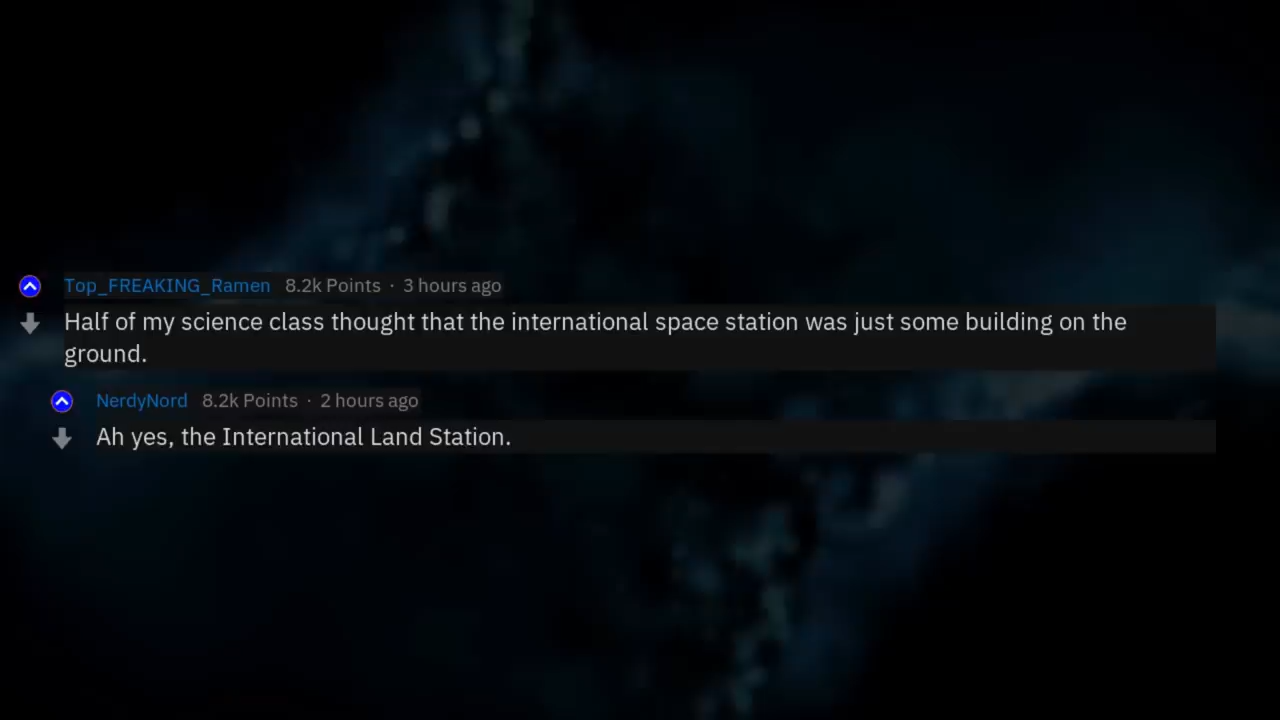 Top_FREAKING_Ramen 8.2k Points · 3 hours ago
Half of my science class thought that the international space station was just some building on the
ground.
NerdyNord 8.2k Points · 2 hours ago
Ah yes, the International Land Station.